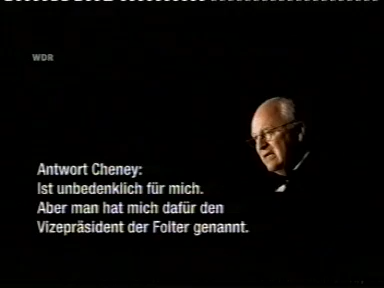 WDR
Antwort Cheney:
Ist unbedenklich für mich.
Aber man hat mich dafür den
Vizepräsident der Folter genannt.